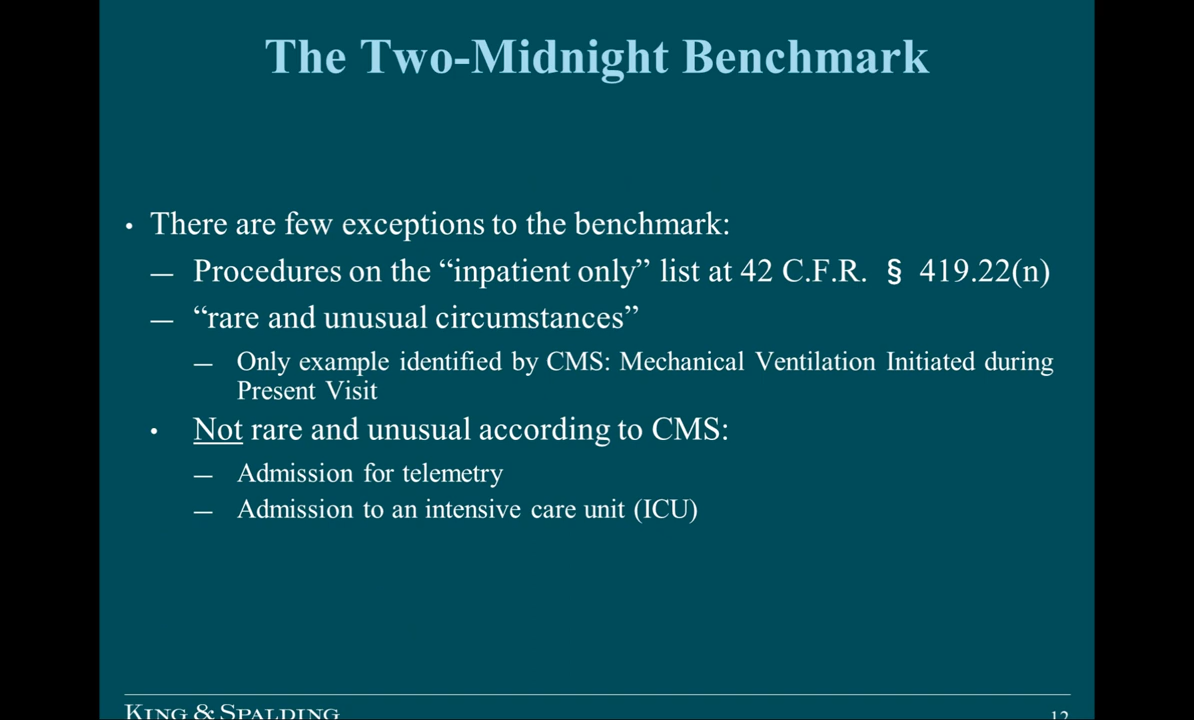 The Two-Midnight Benchmark
• There are few exceptions to the benchmark:
— Procedures on the “inpatient only” list at 42 C.F.R. § 419.22(n)
— “rare and unusual circumstances”
— Only example identified by CMS: Mechanical Ventilation Initiated during
Present Visit
• Not rare and unusual according to CMS:
— Admission for telemetry
— Admission to an intensive care unit (ICU)
KING & SPALDING
12